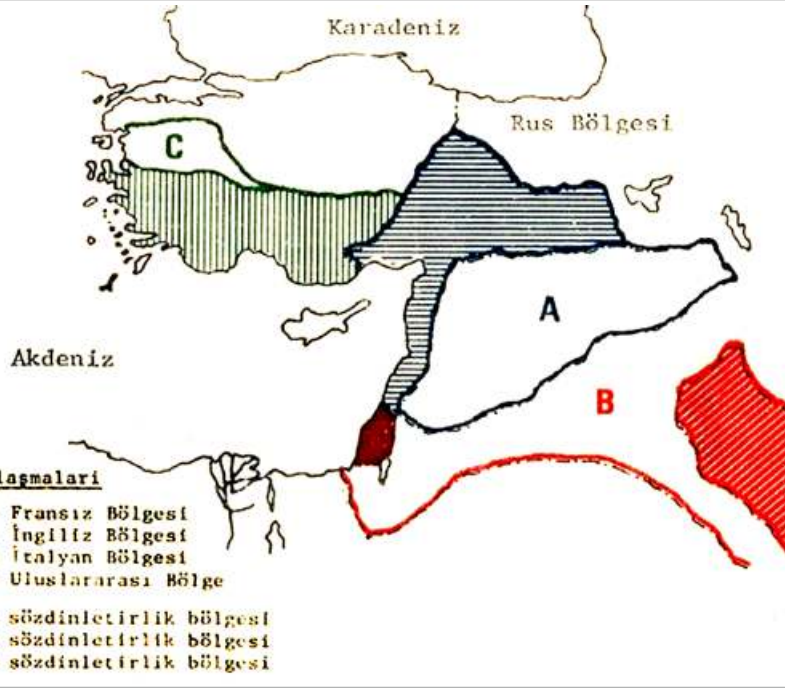 Karadeniz
Rus Bölgesi
C
A
Akdeniz
B
laşmalari
Fransız Bölgesi
İngiliz Bölgesi
İtalyan Bölgesi
Uluslararası Bölge
sözdinletirlik bölgesi
sözdinletirlik bölgesi
sözdinletirlik bölgesi